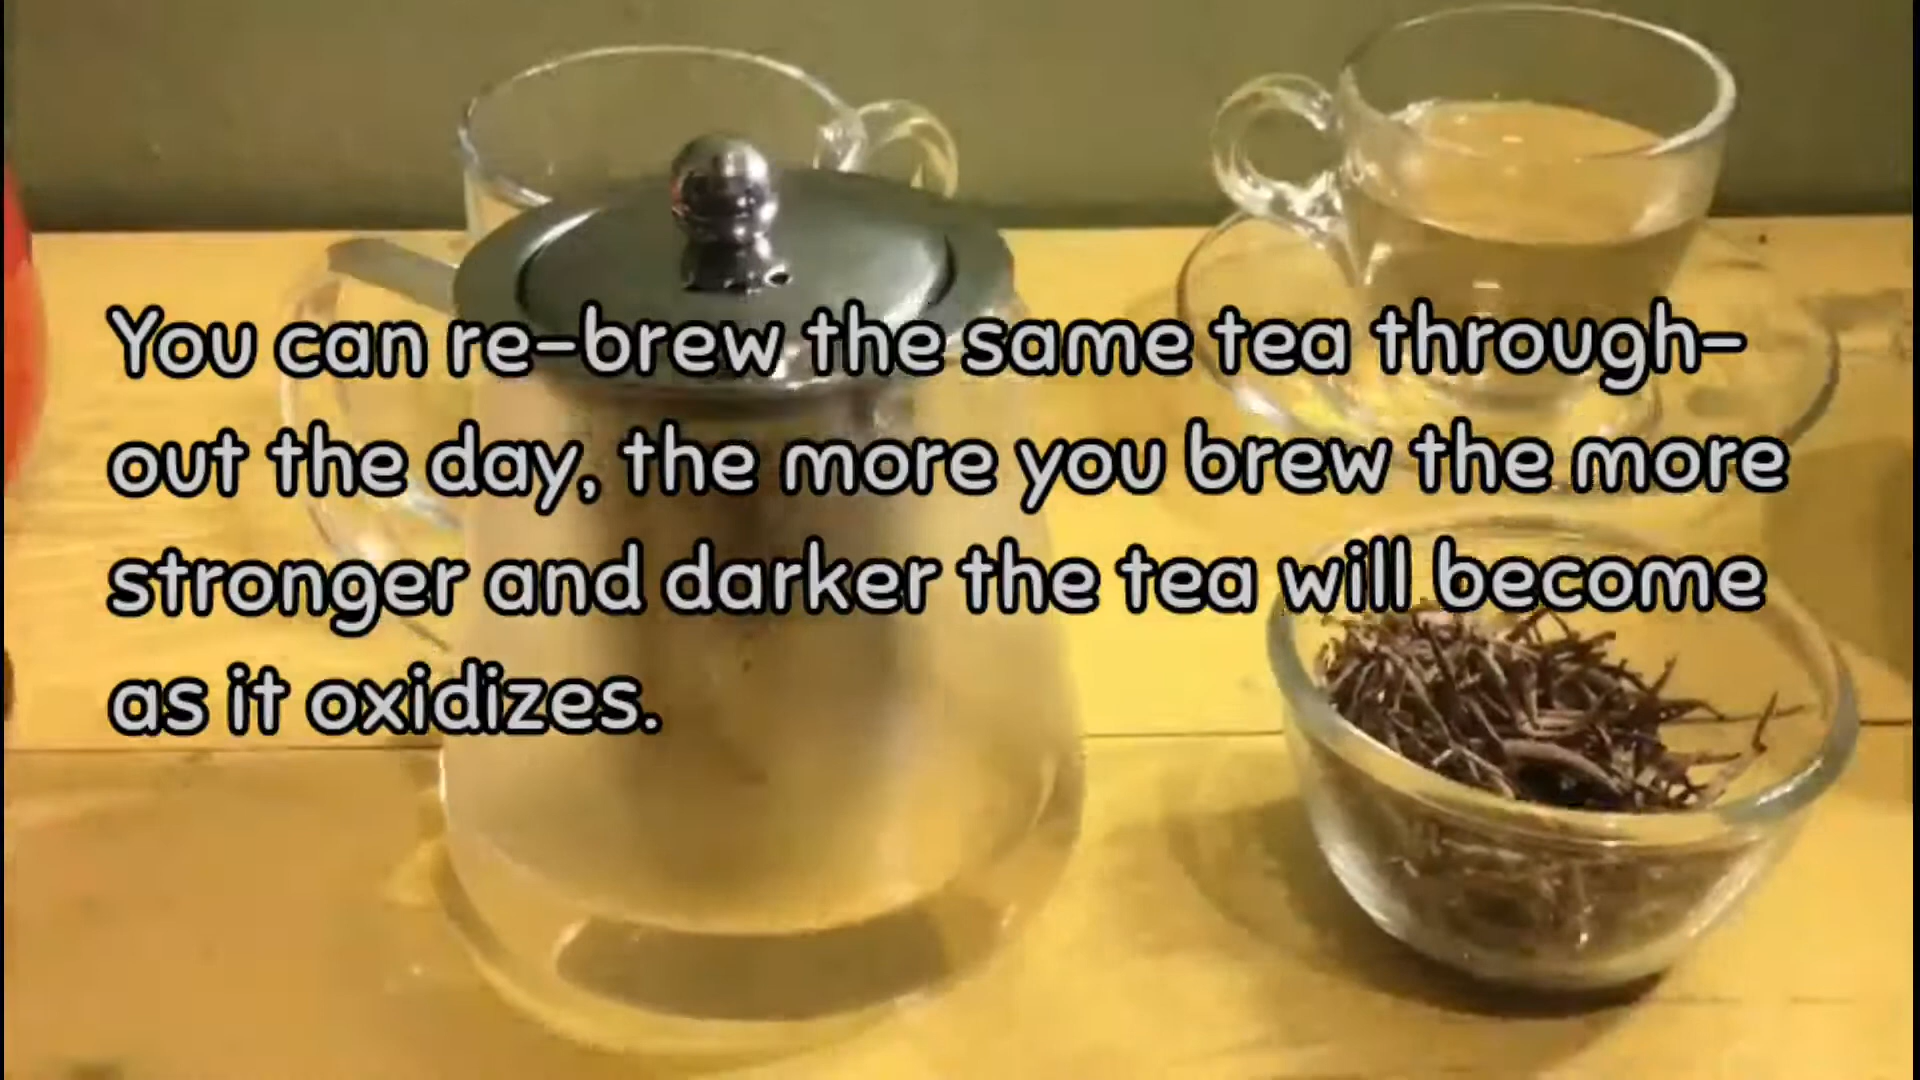 You can re-brew the same tea through-
out the day, the more you brew the more
stronger and darker the tea will become
as it oxidizes.